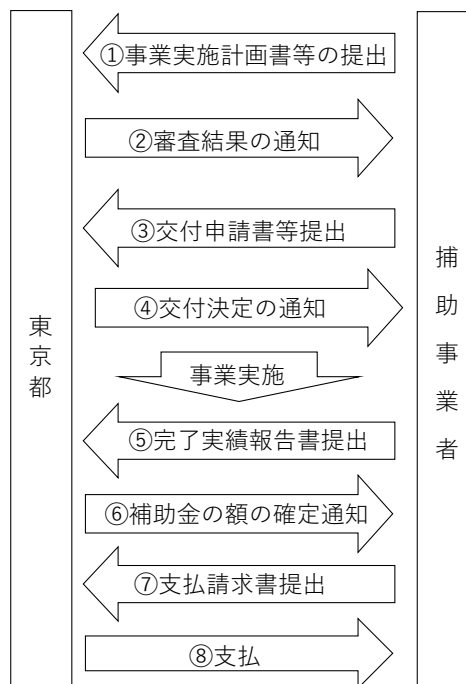 ①事業実施計画書等の提出
②審査結果の通知
③交付申請書等提出
④交付決定の通知
事業実施
⑤完了実績報告書提出
⑥補助金の額の確定通知
⑦支払請求書提出
⑧支払
東京都
捕助事業者